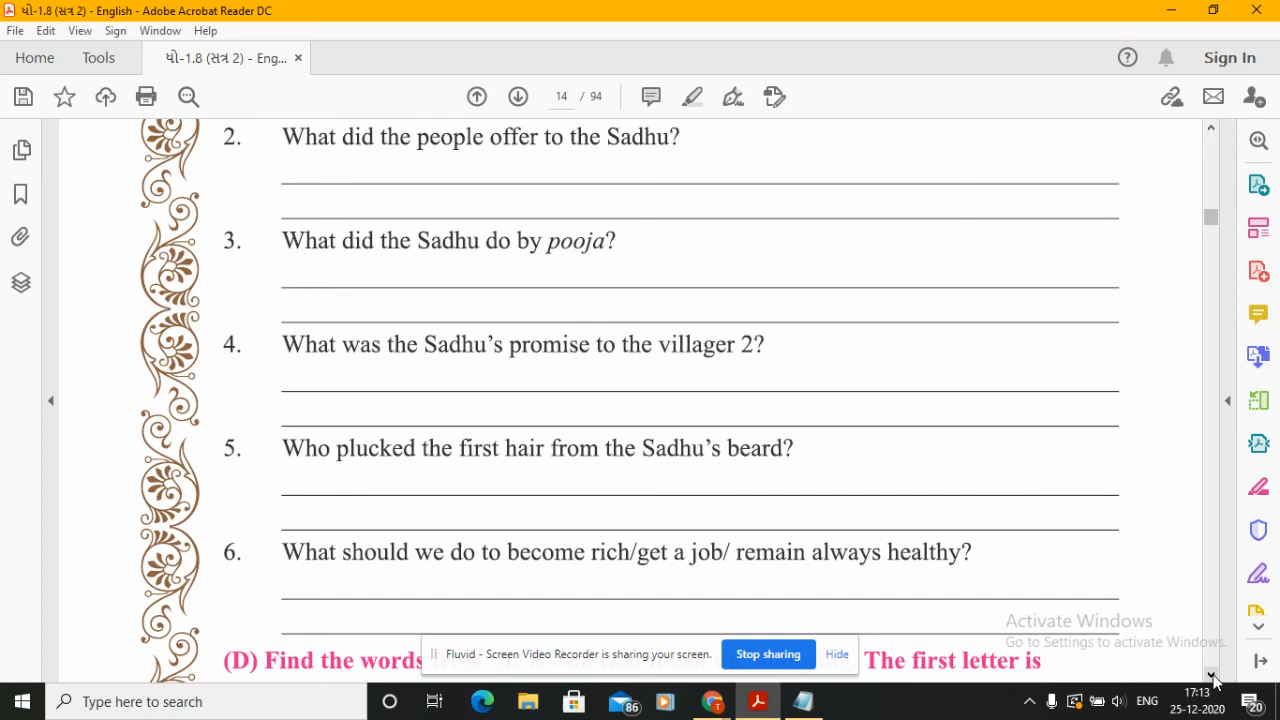 ધો-1.8 (સત્ર 2) - English - Adobe Acrobat Reader DC
File Edit View Sign Window Help
Home Tools ધો-1.8 (સત્ર 2) - Eng... × Sign In
14 / 94
2. What did the people offer to the Sadhu?
3. What did the Sadhu do by pooja?
4. What was the Sadhu's promise to the villager 2?
5. Who plucked the first hair from the Sadhu's beard?
6. What should we do to become rich/get a job/ remain always healthy?
Activate Windows
Go to Settings to activate Windows.
Fluvid - Screen Video Recorder is sharing your screen. Stop sharing Hide
(D) Find the words The first letter is
Type here to search 86 ENG 17:13
25-12-2020 20